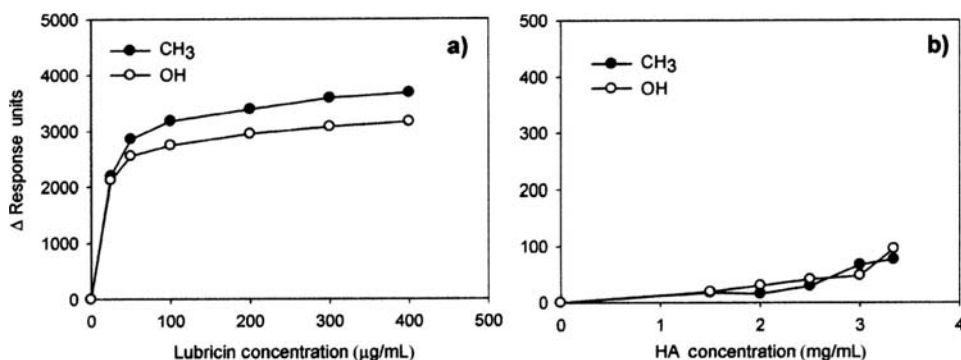 a)
CH₃
OH
Δ Response units
5000
4000
3000
2000
1000
0
0 100 200 300 400 500
Lubricin concentration (μg/mL)
b)
CH₃
OH
500
400
300
200
100
0
0 1 2 3 4
HA concentration (mg/mL)